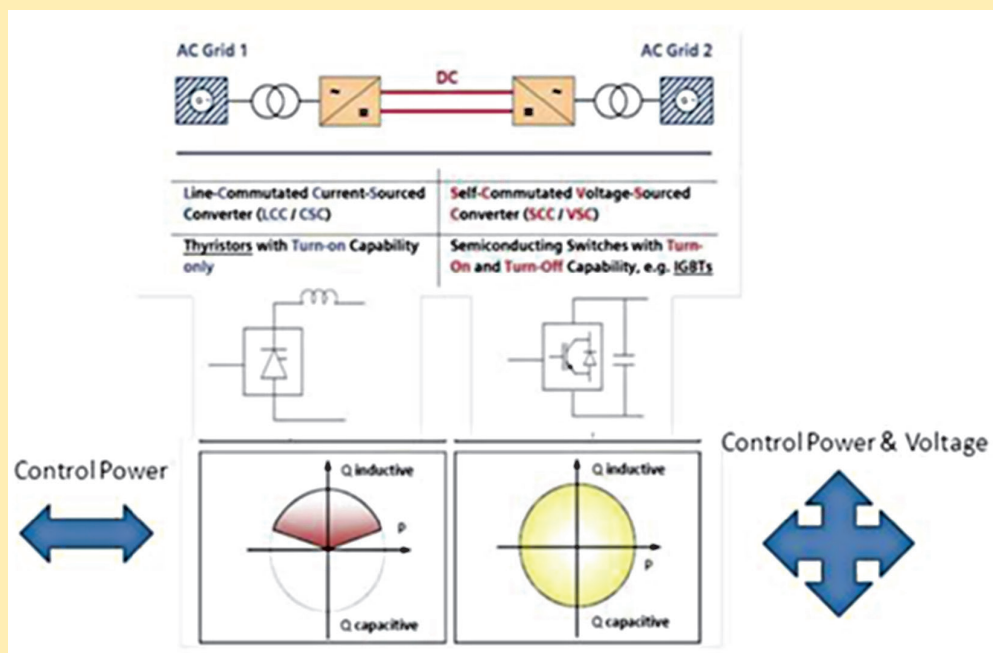 AC Grid 1
AC Grid 2
DC
Line-Commutated Current-Sourced
Converter (LCC / CSC)
Self-Commutated Voltage-Sourced
Converter (SCC / VSC)
Thyristors with Turn-on Capability
only
Semiconducting Switches with Turn-
On and Turn-Off Capability, e.g. IGBTs
Control Power
Q inductive
P
Q capacitive
Q inductive
P
Q capacitive
Control Power & Voltage